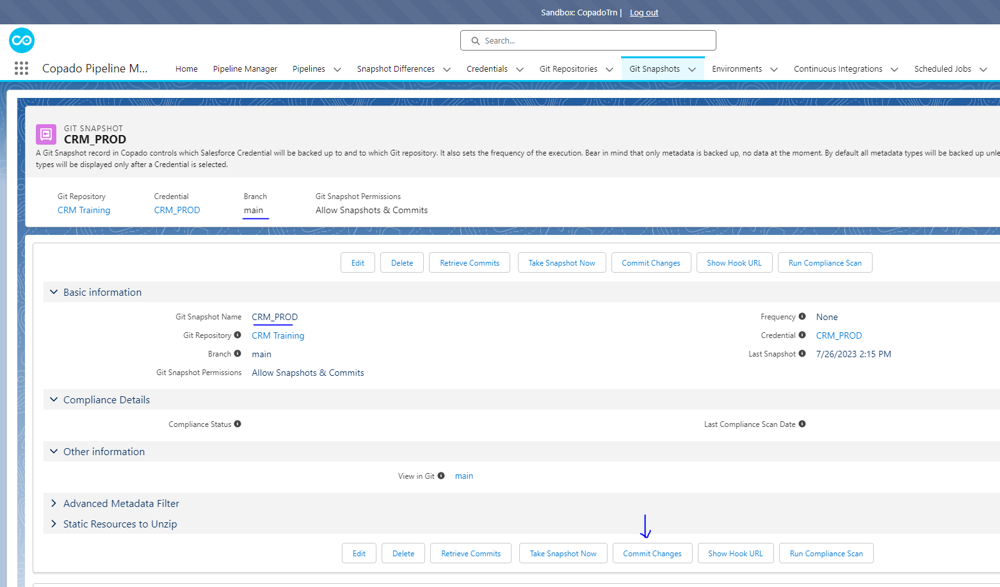 Sandbox: CopadoTrn | Log out
Search...
Copado Pipeline M... Home Pipeline Manager Pipelines Snapshot Differences Credentials Git Repositories Git Snapshots Environments Continuous Integrations Scheduled Jobs
GIT SNAPSHOT
CRM_PROD
A Git Snapshot record in Copado controls which Salesforce Credential will be backed up to and to which Git repository. It also sets the frequency of the execution. Bear in mind that only metadata is backed up, no data at the moment. By default all metadata types will be backed up unle
types will be displayed only after a Credential is selected.
Git Repository Credential Branch Git Snapshot Permissions
CRM Training CRM_PROD main Allow Snapshots & Commits
Edit Delete Retrieve Commits Take Snapshot Now Commit Changes Show Hook URL Run Compliance Scan
Basic information
Git Snapshot Name CRM_PROD Frequency None
Git Repository CRM Training Credential CRM_PROD
Branch main Last Snapshot 7/26/2023 2:15 PM
Git Snapshot Permissions Allow Snapshots & Commits
Compliance Details
Compliance Status Last Compliance Scan Date
Other information
View in Git main
Advanced Metadata Filter
Static Resources to Unzip
Edit Delete Retrieve Commits Take Snapshot Now Commit Changes Show Hook URL Run Compliance Scan